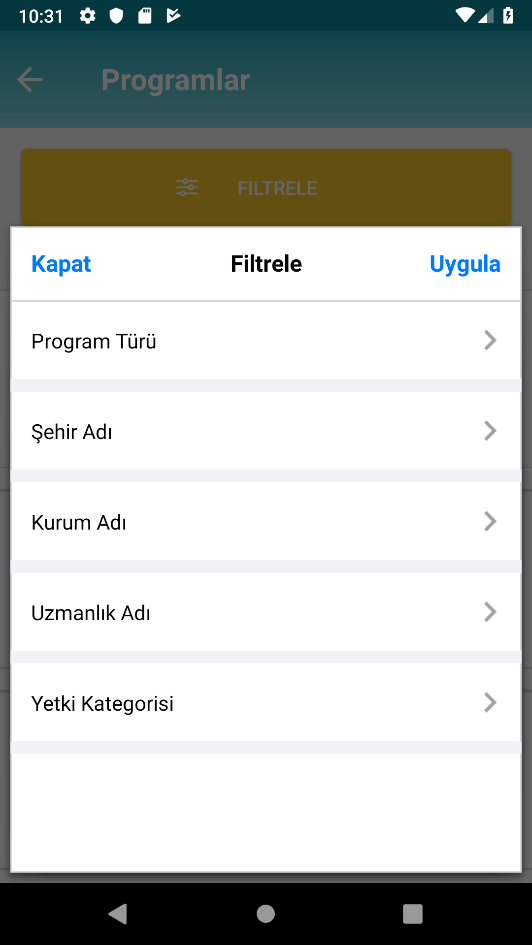 10:31
Programlar
FILTRELE
Kapat Filtrele Uygula
Program Türü
Şehir Adı
Kurum Adı
Uzmanlık Adı
Yetki Kategorisi